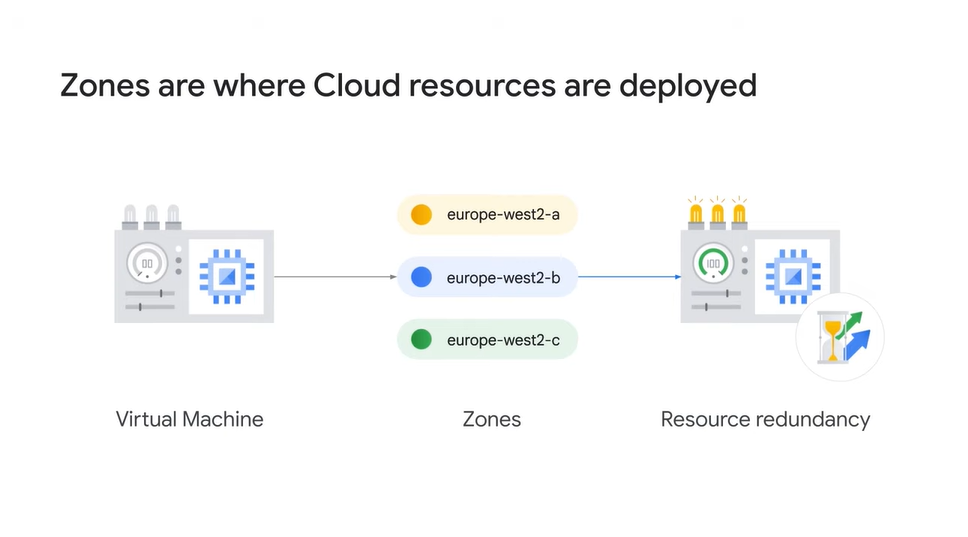 Zones are where Cloud resources are deployed
europe-west2-a
00
europe-west2-b
100
europe-west2-c
Virtual Machine
Zones
Resource redundancy